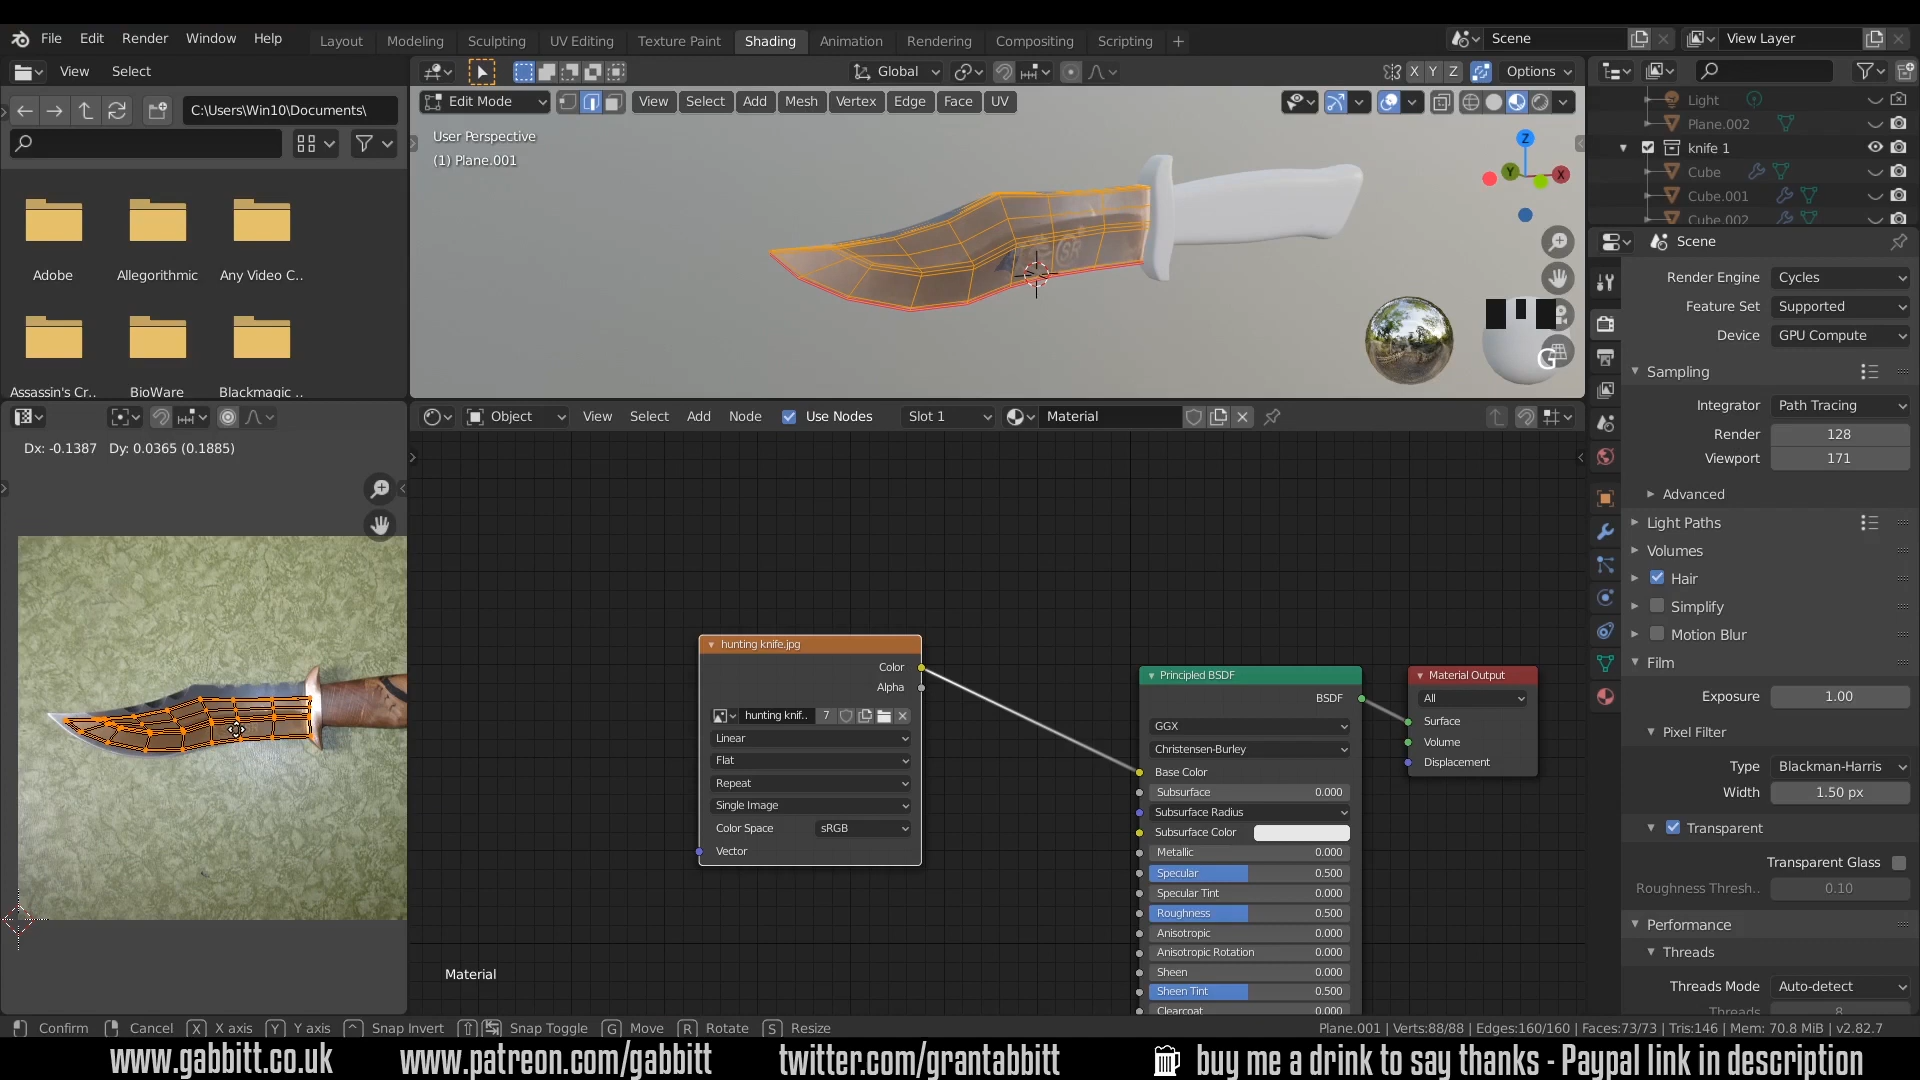 File Edit Render Window Help
Layout Modeling Sculpting UV Editing Texture Paint Shading Animation Rendering Compositing Scripting +
Scene
View Layer
View Select
Global
X Y Z
Options
C:\Users\Win10\Documents\
Edit Mode
View Select Add Mesh Vertex Edge Face UV
Light
Plane.002
knife 1
Cube
Cube.001
Cube.002
User Perspective
(1) Plane.001
Z
Y
X
SR
G
Adobe
Allegorithmic
Any Video C..
Assassin's Cr..
BioWare
Blackmagic ..
Scene
Render Engine Cycles
Feature Set Supported
Device GPU Compute
Sampling
Integrator Path Tracing
Render 128
Viewport 171
Advanced
Light Paths
Volumes
Hair
Simplify
Motion Blur
Film
Exposure 1.00
Pixel Filter
Type Blackman-Harris
Width 1.50 px
Transparent
Transparent Glass
Roughness Thresh.. 0.10
Performance
Threads
Threads Mode Auto-detect
Threads 8
Object View Select Add Node Use Nodes Slot 1 Material
Dx: -0.1387 Dy: 0.0365 (0.1885)
hunting knife.jpg
Color
Alpha
hunting knif.. 7
Linear
Flat
Repeat
Single Image
Color Space sRGB
Vector
Principled BSDF
BSDF
GGX
Christensen-Burley
Base Color
Subsurface 0.000
Subsurface Radius
Subsurface Color
Metallic 0.000
Specular 0.500
Specular Tint 0.000
Roughness 0.500
Anisotropic 0.000
Anisotropic Rotation 0.000
Sheen 0.000
Sheen Tint 0.500
Clearcoat 0.000
Material Output
All
Surface
Volume
Displacement
Material
Confirm Cancel X X axis Y Y axis ^ Snap Invert Snap Toggle G Move R Rotate S Resize
Plane.001 | Verts:88/88 | Edges:160/160 | Faces:73/73 | Tris:146 | Mem: 70.8 MiB | v2.82.7
www.gabbitt.co.uk www.patreon.com/gabbitt twitter.com/grantabbitt buy me a drink to say thanks - Paypal link in description